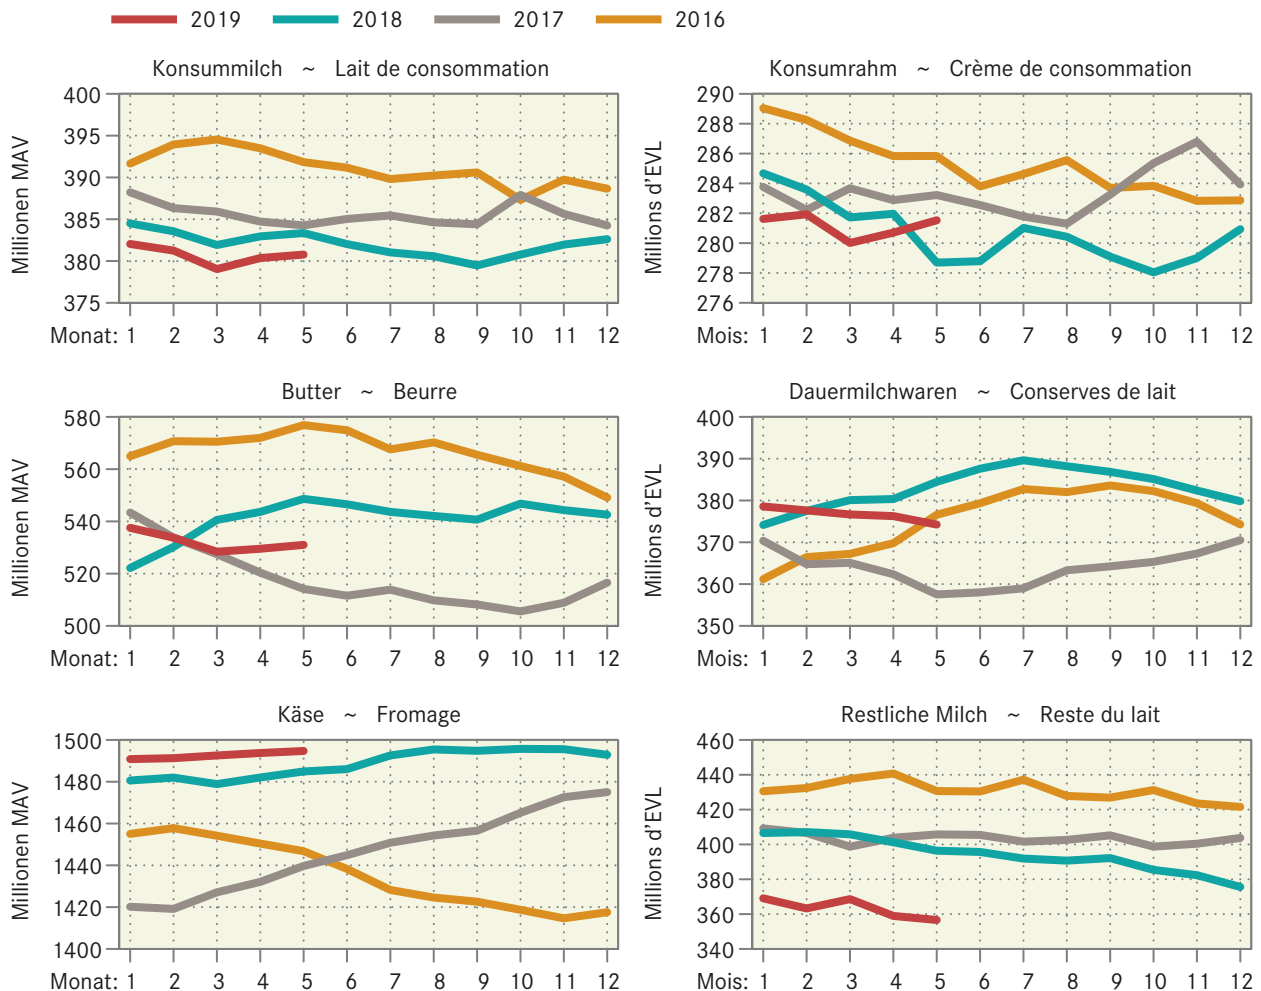 2019 2018 2017 2016
Konsummilch ~ Lait de consommation
Millionen MAV
400
395
390
385
380
375
Monat: 1 2 3 4 5 6 7 8 9 10 11 12
Konsumrahm ~ Crème de consommation
Millions d’EVL
290
288
286
284
282
280
278
276
Mois: 1 2 3 4 5 6 7 8 9 10 11 12
Butter ~ Beurre
Millionen MAV
580
560
540
520
500
Monat: 1 2 3 4 5 6 7 8 9 10 11 12
Dauermilchwaren ~ Conserves de lait
Millions d’EVL
400
390
380
370
360
350
Mois: 1 2 3 4 5 6 7 8 9 10 11 12
Käse ~ Fromage
Millionen MAV
1500
1480
1460
1440
1420
1400
Monat: 1 2 3 4 5 6 7 8 9 10 11 12
Restliche Milch ~ Reste du lait
Millions d’EVL
460
440
420
400
380
360
340
Mois: 1 2 3 4 5 6 7 8 9 10 11 12